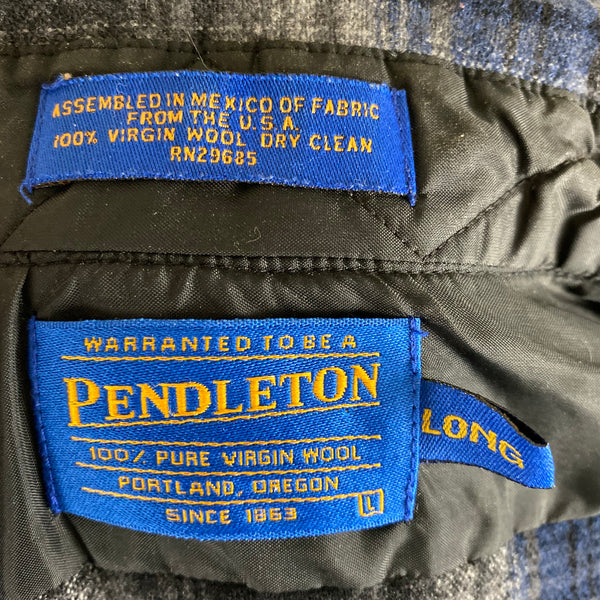 ASSEMBLED IN MEXICO OF FABRIC
FROM THE U.S.A.
100% VIRGIN WOOL DRY CLEAN
RN29685
WARRANTED TO BE A
PENDLETON
100% PURE VIRGIN WOOL
PORTLAND, OREGON
SINCE 1863
L
LONG